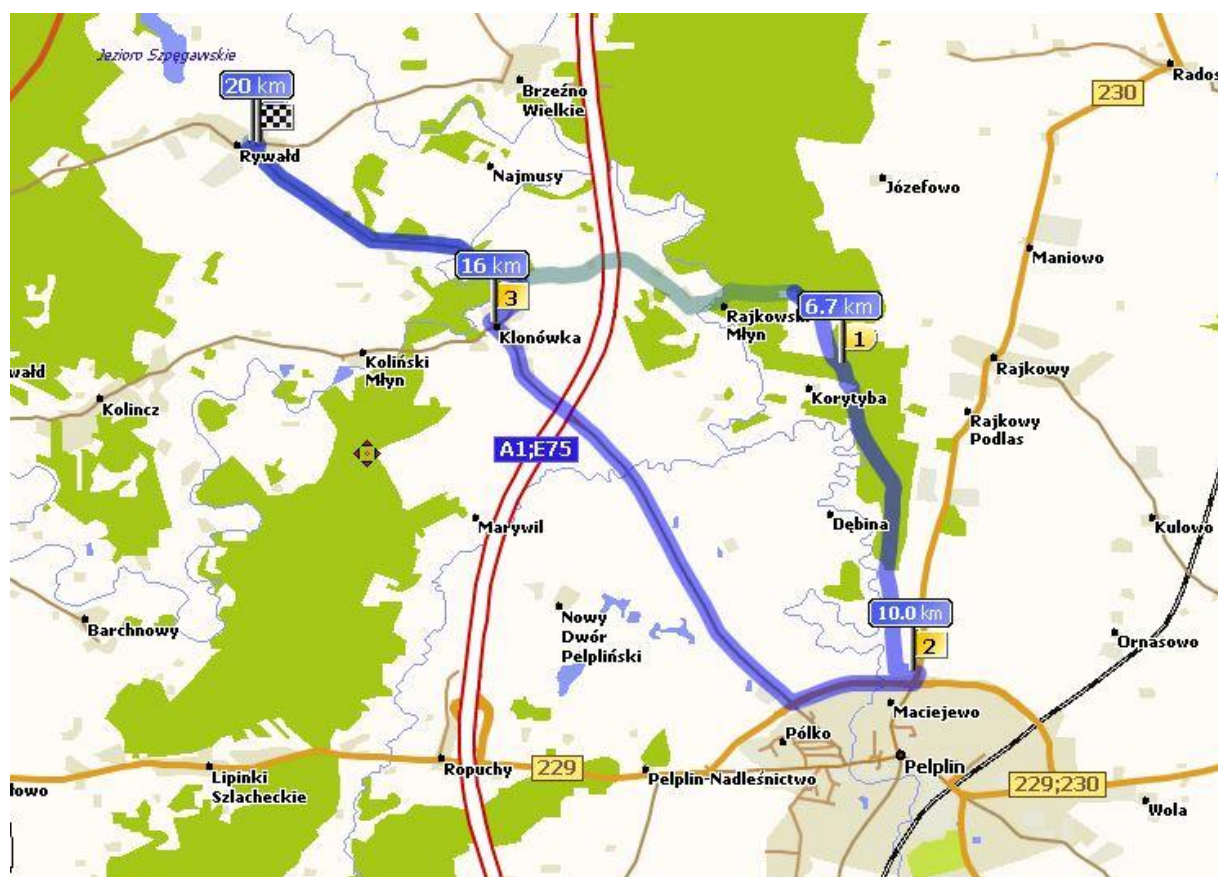 Jezioro Szpęgawskie
20 km
Rywałd
Brzeźno
Wielkie
Najmusy
230
Józefowo
Maniowo
16 km
3
Klonówka
Koliński
Młyn
Kolincz
wałd
Rajkowski
Młyn
6.7 km
1
Korytyba
Rajkowy
Rajkowy
Podlas
A1;E75
Marywil
Dębina
Kulowo
Barchnowy
Nowy
Dwór
Pelpliński
10.0 km
2
Ornasowo
Maciejewo
Pólko
Pelplin
Ropuchy
229
Pelplin-Nadleśnictwo
229;230
Wola
Lipinki
Szlacheckie